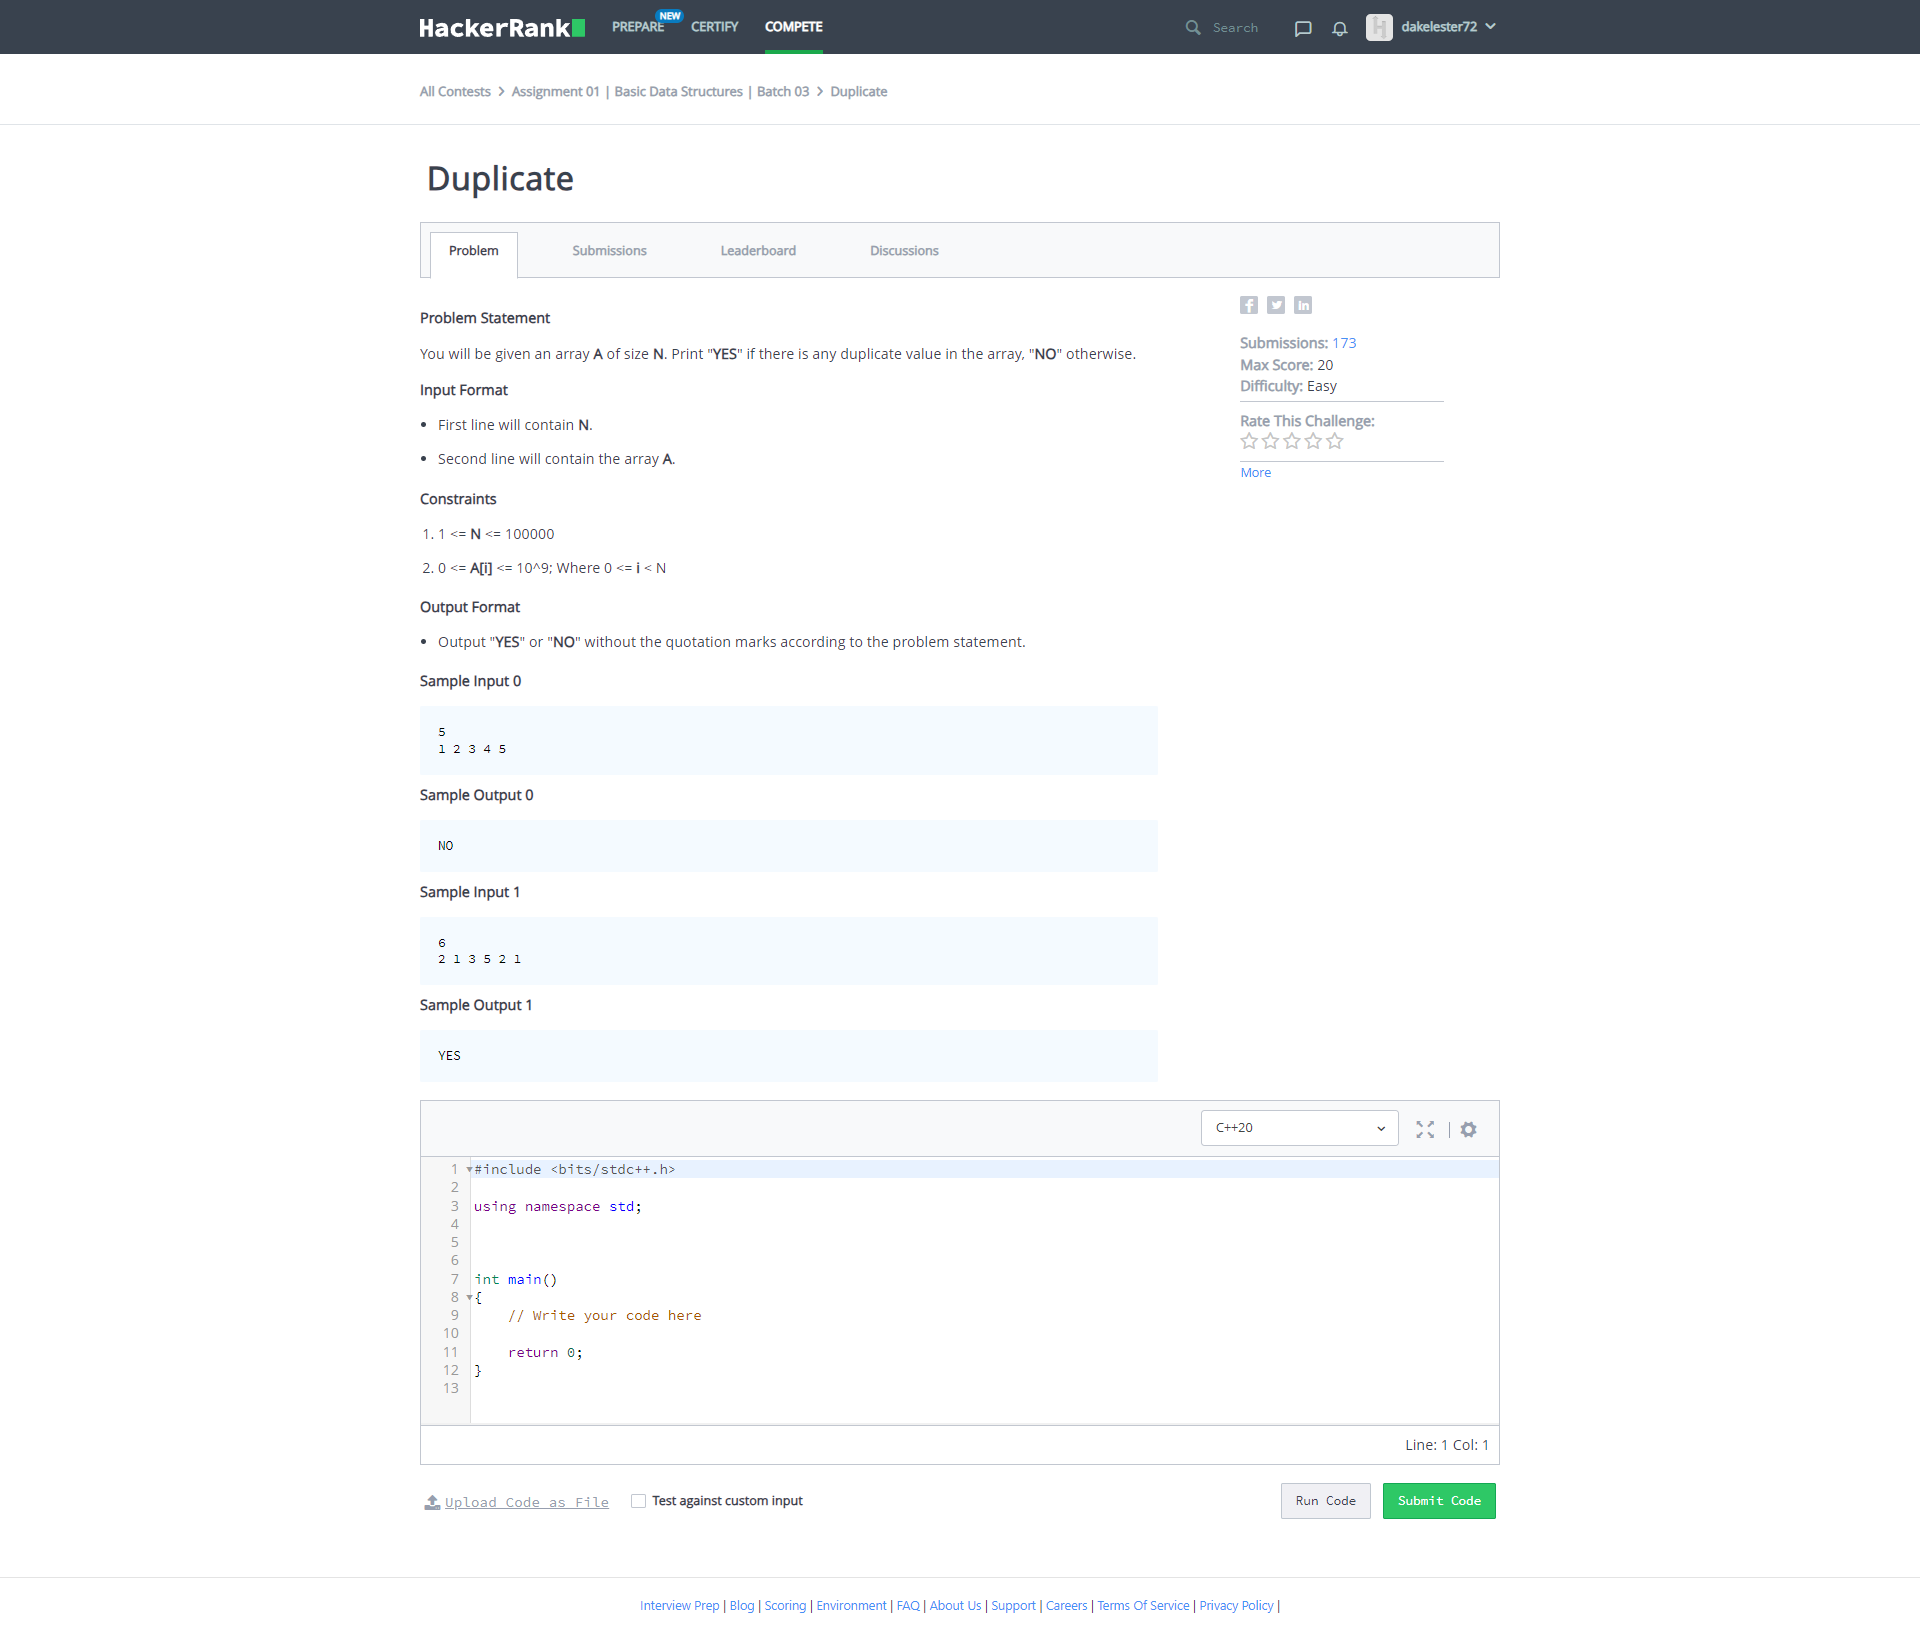 HackerRank
PREPARE NEW CERTIFY COMPETE Search dakelester72
All Contests > Assignment 01 | Basic Data Structures | Batch 03 > Duplicate
Duplicate
Problem Submissions Leaderboard Discussions
Problem Statement
You will be given an array A of size N. Print "YES" if there is any duplicate value in the array, "NO" otherwise.
Input Format
• First line will contain N.
• Second line will contain the array A.
Constraints
1. 1 <= N <= 100000
2. 0 <= A[i] <= 10^9; Where 0 <= i < N
Output Format
• Output "YES" or "NO" without the quotation marks according to the problem statement.
Sample Input 0
5
1 2 3 4 5
Sample Output 0
NO
Sample Input 1
6
2 1 3 5 2 1
Sample Output 1
YES
Submissions: 173
Max Score: 20
Difficulty: Easy
Rate This Challenge:
More
C++20
1 #include <bits/stdc++.h>
2
3 using namespace std;
4
5
6
7 int main()
8 {
9     // Write your code here
10
11     return 0;
12 }
13
Line: 1 Col: 1
Upload Code as File Test against custom input Run Code Submit Code
Interview Prep | Blog | Scoring | Environment | FAQ | About Us | Support | Careers | Terms Of Service | Privacy Policy |